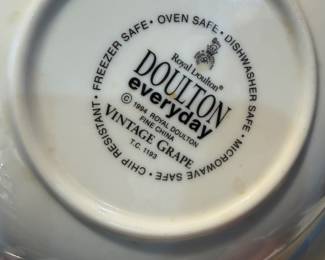 • FREEZER SAFE • OVEN SAFE • DISHWASHER SAFE • MICROWAVE SAFE • CHIP RESISTANT
Royal Doulton®
DOULTON
everyday
© 1994 ROYAL DOULTON
FINE CHINA
VINTAGE GRAPE
T.C. 1193